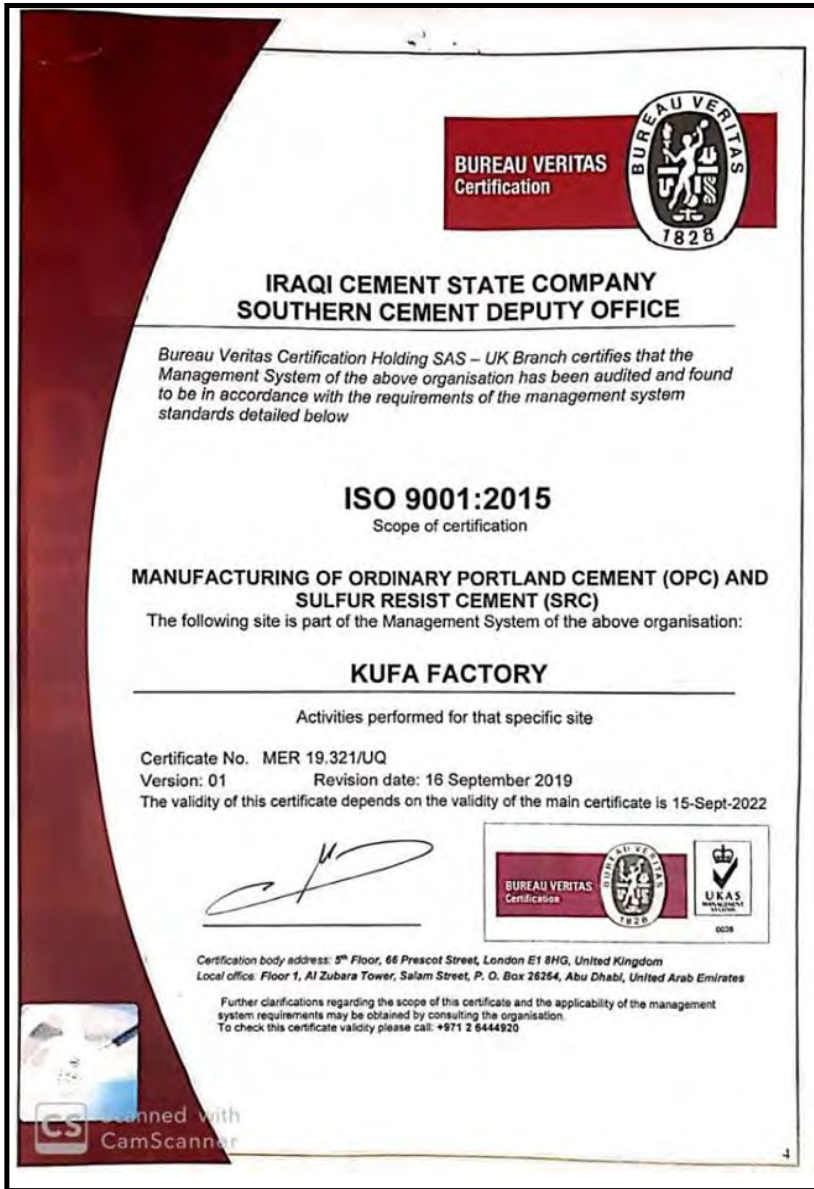 BUREAU VERITAS
Certification
BUREAU VERITAS
1828
IRAQI CEMENT STATE COMPANY
SOUTHERN CEMENT DEPUTY OFFICE
Bureau Veritas Certification Holding SAS – UK Branch certifies that the
Management System of the above organisation has been audited and found
to be in accordance with the requirements of the management system
standards detailed below
ISO 9001:2015
Scope of certification
MANUFACTURING OF ORDINARY PORTLAND CEMENT (OPC) AND
SULFUR RESIST CEMENT (SRC)
The following site is part of the Management System of the above organisation:
KUFA FACTORY
Activities performed for that specific site
Certificate No. MER 19.321/UQ
Version: 01 Revision date: 16 September 2019
The validity of this certificate depends on the validity of the main certificate is 15-Sept-2022
BUREAU VERITAS
Certification
BUREAU VERITAS
1828
UKAS
MANAGEMENT
SYSTEMS
0008
Certification body address: 5th Floor, 66 Prescot Street, London E1 8HG, United Kingdom
Local office: Floor 1, Al Zubara Tower, Salam Street, P. O. Box 26264, Abu Dhabi, United Arab Emirates
Further clarifications regarding the scope of this certificate and the applicability of the management
system requirements may be obtained by consulting the organisation.
To check this certificate validity please call: +971 2 6444920
CS Scanned with
CamScanner
4